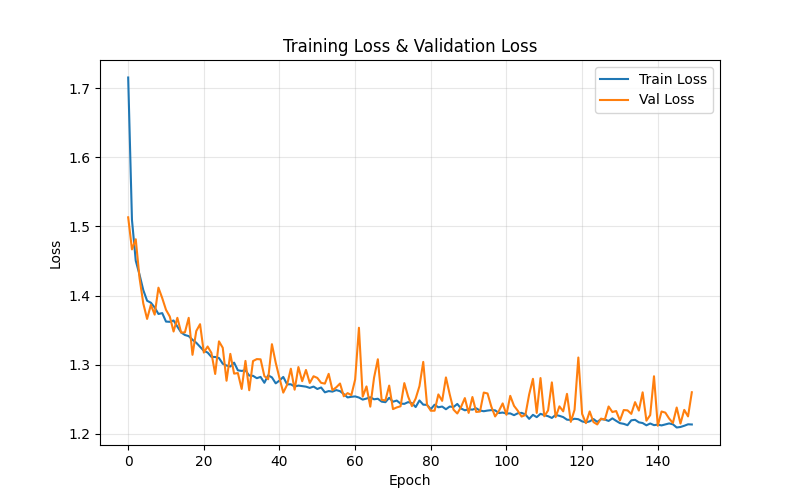 Training Loss & Validation Loss
Train Loss
Val Loss
1.7
1.6
1.5
1.4
1.3
1.2
Loss
0 20 40 60 80 100 120 140
Epoch